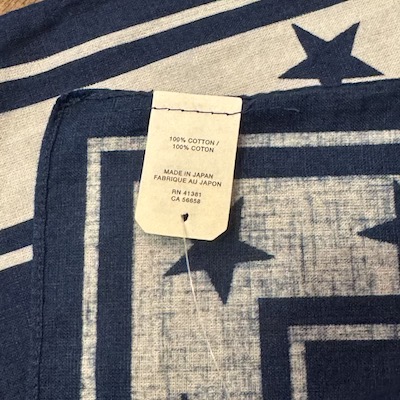 100% COTTON /
100% COTON
MADE IN JAPAN
FABRIQUE AU JAPON
RN 41381
CA 56658